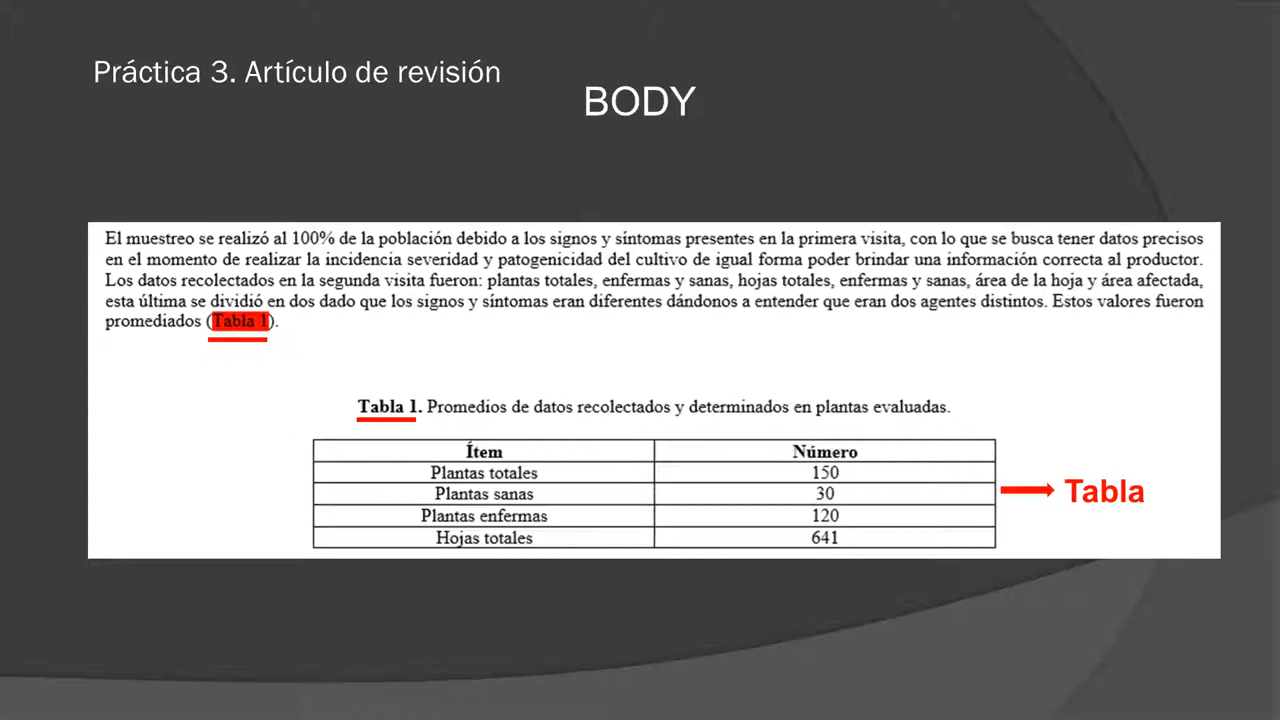 Práctica 3. Artículo de revisión
BODY
El muestreo se realizó al 100% de la población debido a los signos y síntomas presentes en la primera visita, con lo que se busca tener datos precisos
en el momento de realizar la incidencia severidad y patogenicidad del cultivo de igual forma poder brindar una información correcta al productor.
Los datos recolectados en la segunda visita fueron: plantas totales, enfermas y sanas, hojas totales, enfermas y sanas, área de la hoja y área afectada,
esta última se dividió en dos dado que los signos y síntomas eran diferentes dándonos a entender que eran dos agentes distintos. Estos valores fueron
promediados (Tabla 1).
Tabla 1. Promedios de datos recolectados y determinados en plantas evaluadas.
Ítem Número
Plantas totales 150
Plantas sanas 30
Plantas enfermas 120
Hojas totales 641
Tabla